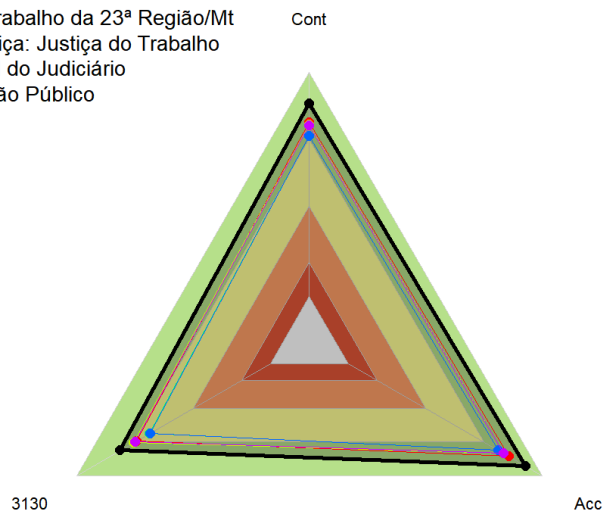 rabalho da 23ª Região/Mt
iça: Justiça do Trabalho
do Judiciário
ão Público
Cont
3130
Acc